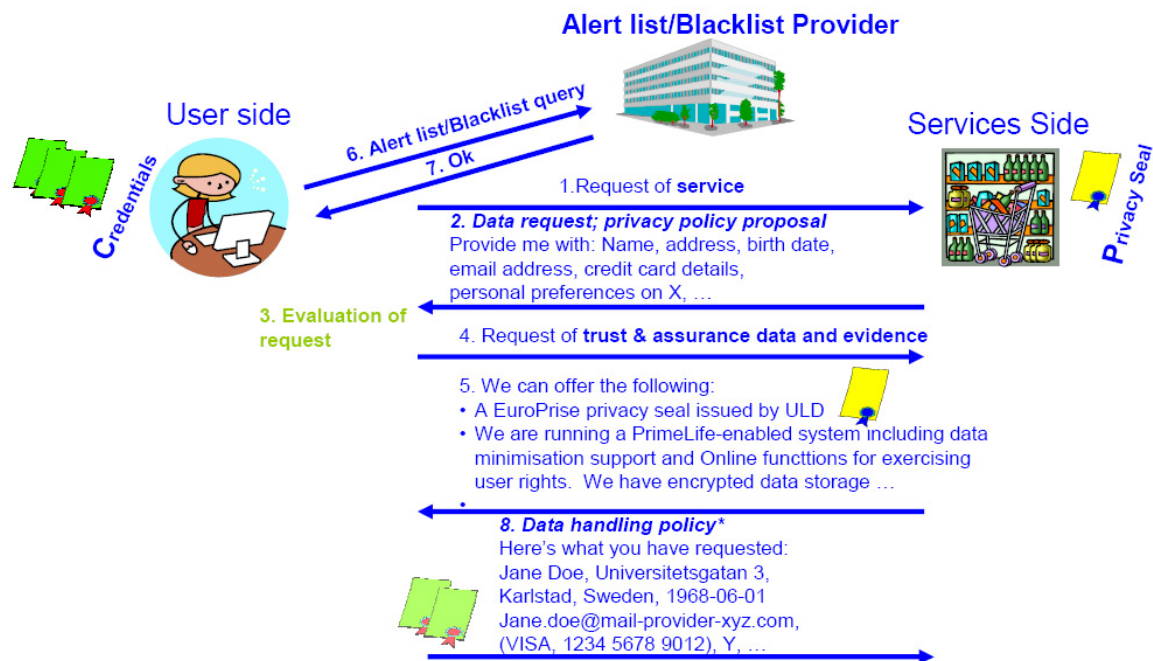 Alert list/Blacklist Provider
User side
Services Side
Credentials
Privacy Seal
6. Alert list/Blacklist query
7. Ok
1.Request of service
2. Data request; privacy policy proposal
Provide me with: Name, address, birth date,
email address, credit card details,
personal preferences on X, ...
3. Evaluation of
request
4. Request of trust & assurance data and evidence
5. We can offer the following:
• A EuroPrise privacy seal issued by ULD
• We are running a PrimeLife-enabled system including data
minimisation support and Online functtions for exercising
user rights.  We have encrypted data storage ...
•
8. Data handling policy*
Here's what you have requested:
Jane Doe, Universitetsgatan 3,
Karlstad, Sweden, 1968-06-01
Jane.doe@mail-provider-xyz.com,
(VISA, 1234 5678 9012), Y, ...